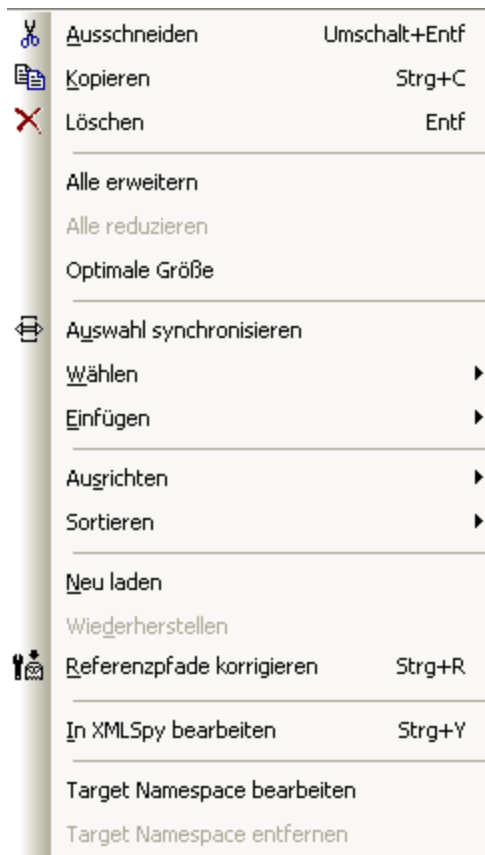 Ausschneiden Umschalt+Entf
Kopieren Strg+C
Löschen Entf
Alle erweitern
Alle reduzieren
Optimale Größe
Auswahl synchronisieren
Wählen
Einfügen
Ausrichten
Sortieren
Neu laden
Wiederherstellen
Referenzpfade korrigieren Strg+R
In XMLSpy bearbeiten Strg+Y
Target Namespace bearbeiten
Target Namespace entfernen